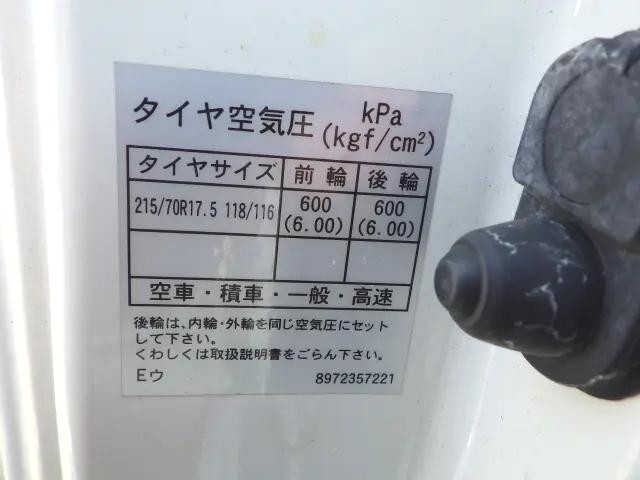 タイヤ空気圧 kPa
(kgf/cm²)
タイヤサイズ 前輪 後輪
215/70R17.5 118/116 600 600
(6.00) (6.00)
空車・積車・一般・高速
後輪は、内輪・外輪を同じ空気圧にセット
して下さい。
くわしくは取扱説明書をごらん下さい。
Eウ 8972357221